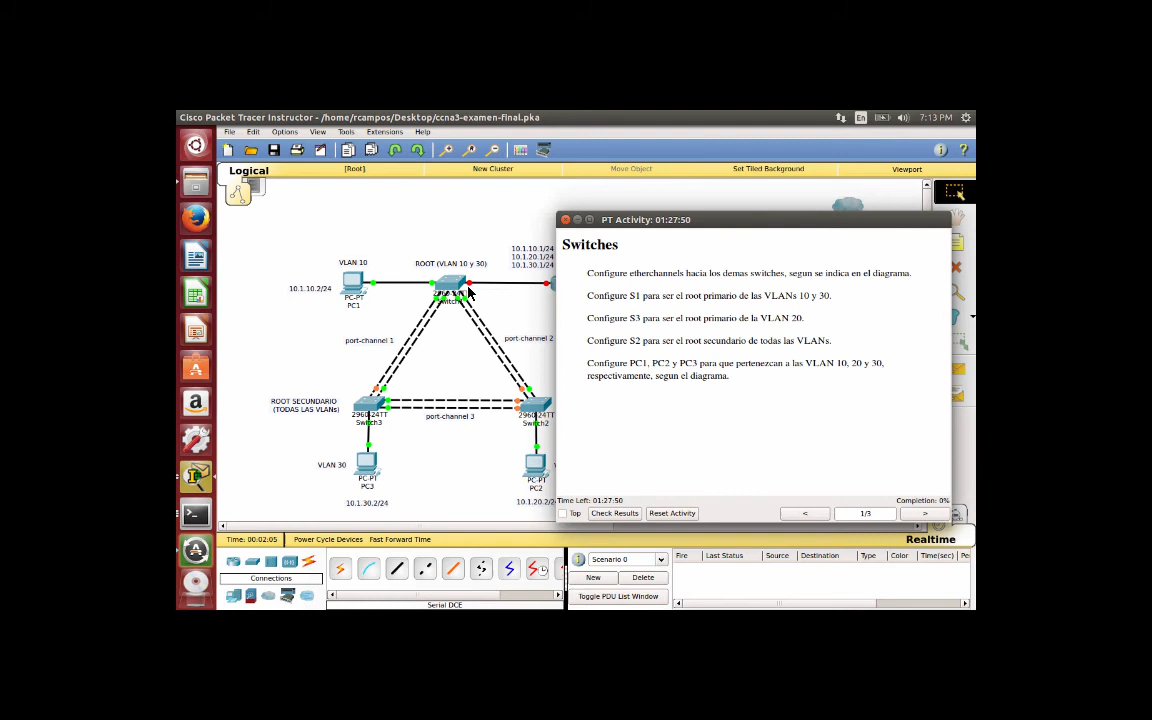 Cisco Packet Tracer Instructor - /home/rcampos/Desktop/ccna3-examen-final.pka
En
7:13 PM
File Edit Options View Tools Extensions Help
Logical
[Root]
New Cluster
Move Object
Set Tiled Background
Viewport
PT Activity: 01:27:50
Switches
Configure etherchannels hacia los demas switches, segun se indica en el diagrama.
Configure S1 para ser el root primario de las VLANs 10 y 30.
Configure S3 para ser el root primario de la VLAN 20.
Configure S2 para ser el root secundario de todas las VLANs.
Configure PC1, PC2 y PC3 para que pertenezcan a las VLAN 10, 20 y 30,
respectivamente, segun el diagrama.
Time Left: 01:27:50
Completion: 0%
Top
Check Results
Reset Activity
<
1/3
>
10.1.10.1/24
10.1.20.1/24
10.1.30.1/24
VLAN 10
ROOT (VLAN 10 y 30)
10.1.10.2/24
PC-PT
PC1
port-channel 1
port-channel 2
ROOT SECUNDARIO
(TODAS LAS VLANs)
2960-24TT
Switch3
port-channel 3
2960-24TT
Switch2
VLAN 30
PC-PT
PC3
PC-PT
PC2
10.1.30.2/24
10.1.20.2/24
Realtime
Time: 00:02:05
Power Cycle Devices
Fast Forward Time
Connections
Serial DCE
Scenario 0
New
Delete
Toggle PDU List Window
Fire
Last Status
Source
Destination
Type
Color
Time(sec)
Pe